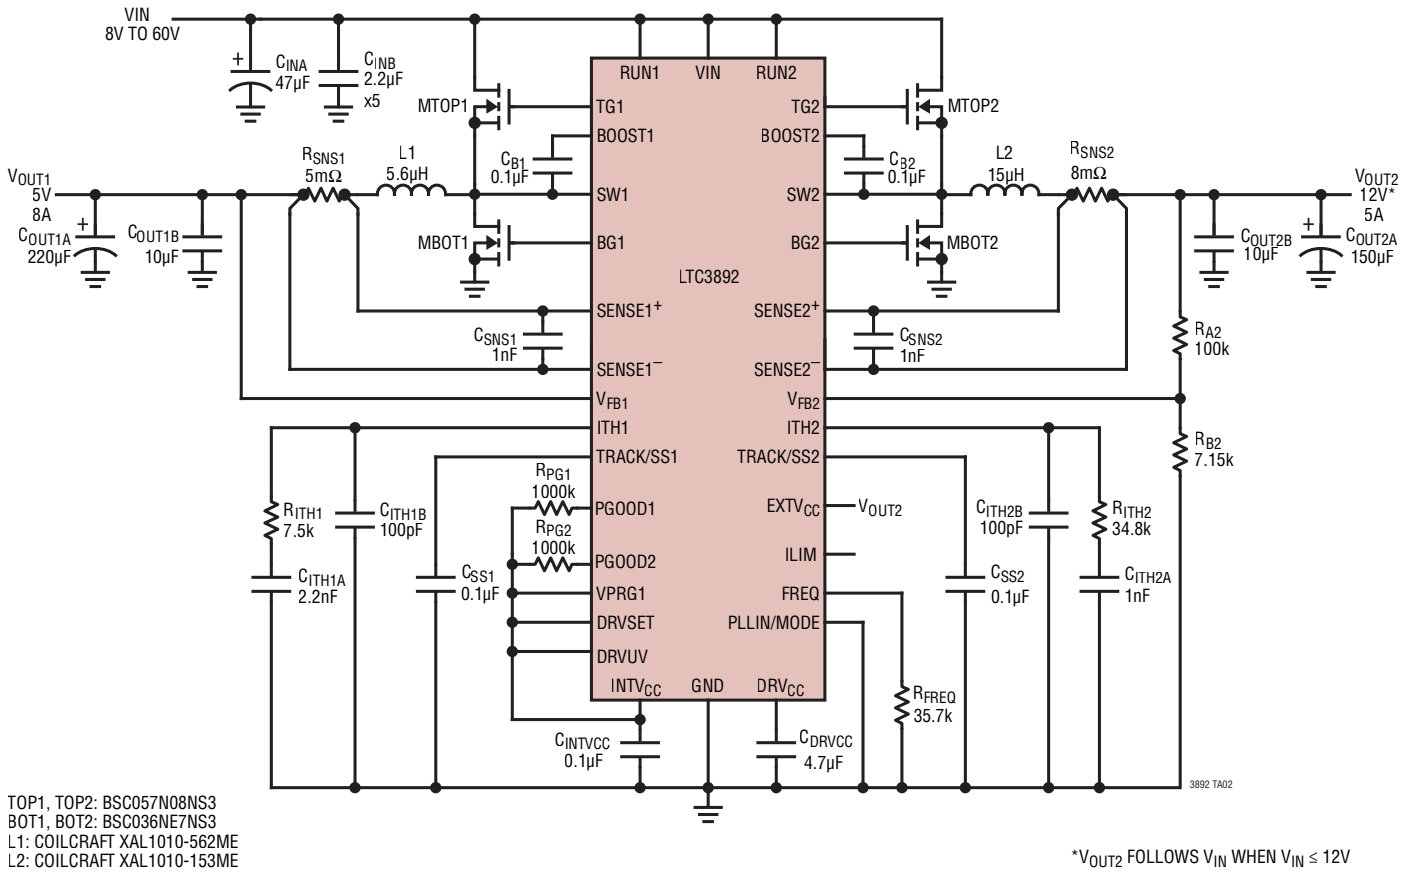 VIN
8V TO 60V
CINA
47µF
CINB
2.2µF
x5
+
MTOP1
RUN1
VIN
RUN2
TG1
TG2
MTOP2
BOOST1
BOOST2
CB1
0.1µF
CB2
0.1µF
VOUT1
5V
8A
RSNS1
5mΩ
L1
5.6µH
SW1
SW2
L2
15µH
RSNS2
8mΩ
VOUT2
12V*
5A
COUT1A
220µF
+
COUT1B
10µF
MBOT1
BG1
BG2
MBOT2
COUT2B
10µF
+
COUT2A
150µF
LTC3892
SENSE1+
SENSE2+
CSNS1
1nF
CSNS2
1nF
SENSE1–
SENSE2–
RA2
100k
VFB1
VFB2
ITH1
ITH2
RB2
7.15k
TRACK/SS1
TRACK/SS2
RPG1
1000k
PGOOD1
EXTVCC
VOUT2
RPG2
1000k
PGOOD2
ILIM
RITH1
7.5k
CITH1B
100pF
CITH2B
100pF
RITH2
34.8k
CITH1A
2.2nF
CSS1
0.1µF
VPRG1
FREQ
CSS2
0.1µF
CITH2A
1nF
DRVSET
PLLIN/MODE
DRVUV
INTVCC
GND
DRVCC
RFREQ
35.7k
CINTVCC
0.1µF
CDRVCC
4.7µF
3892 TA02
TOP1, TOP2: BSC057N08NS3
BOT1, BOT2: BSC036NE7NS3
L1: COILCRAFT XAL1010-562ME
L2: COILCRAFT XAL1010-153ME
*VOUT2 FOLLOWS VIN WHEN VIN ≤ 12V